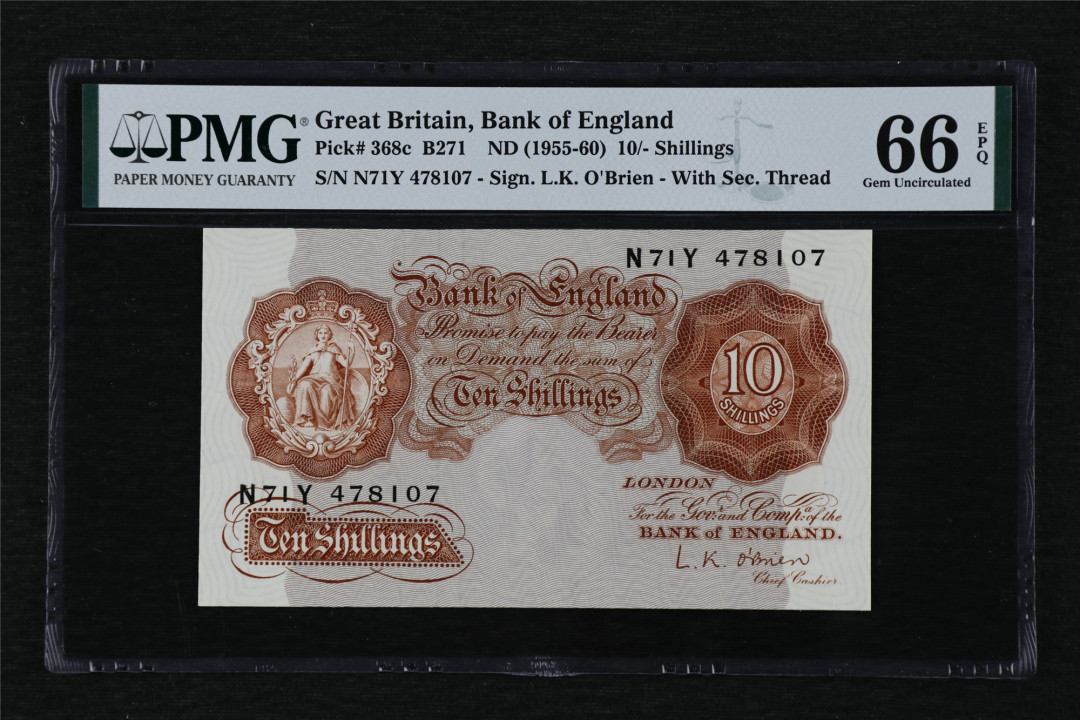 PMG®
PAPER MONEY GUARANTY
Great Britain, Bank of England
Pick# 368c B271 ND (1955-60) 10/- Shillings
S/N N71Y 478107 - Sign. L.K. O'Brien - With Sec. Thread
66 EPQ
Gem Uncirculated
N71Y 478107
Bank of England
Promise to pay the Bearer
on Demand the sum of
Ten Shillings
10
SHILLINGS
N71Y 478107
Ten Shillings
LONDON
For the Govr. and Compa. of the
BANK of ENGLAND.
L.K. O'Brien
Chief Cashier